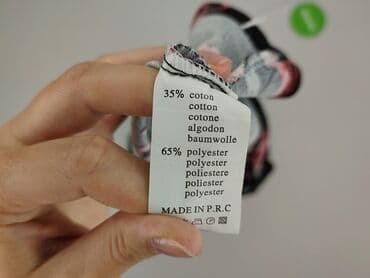 35% coton
cotton
cotone
algodon
baumwolle
65% polyester
polyester
poliestere
poliester
polyester
MADE IN P.R.C